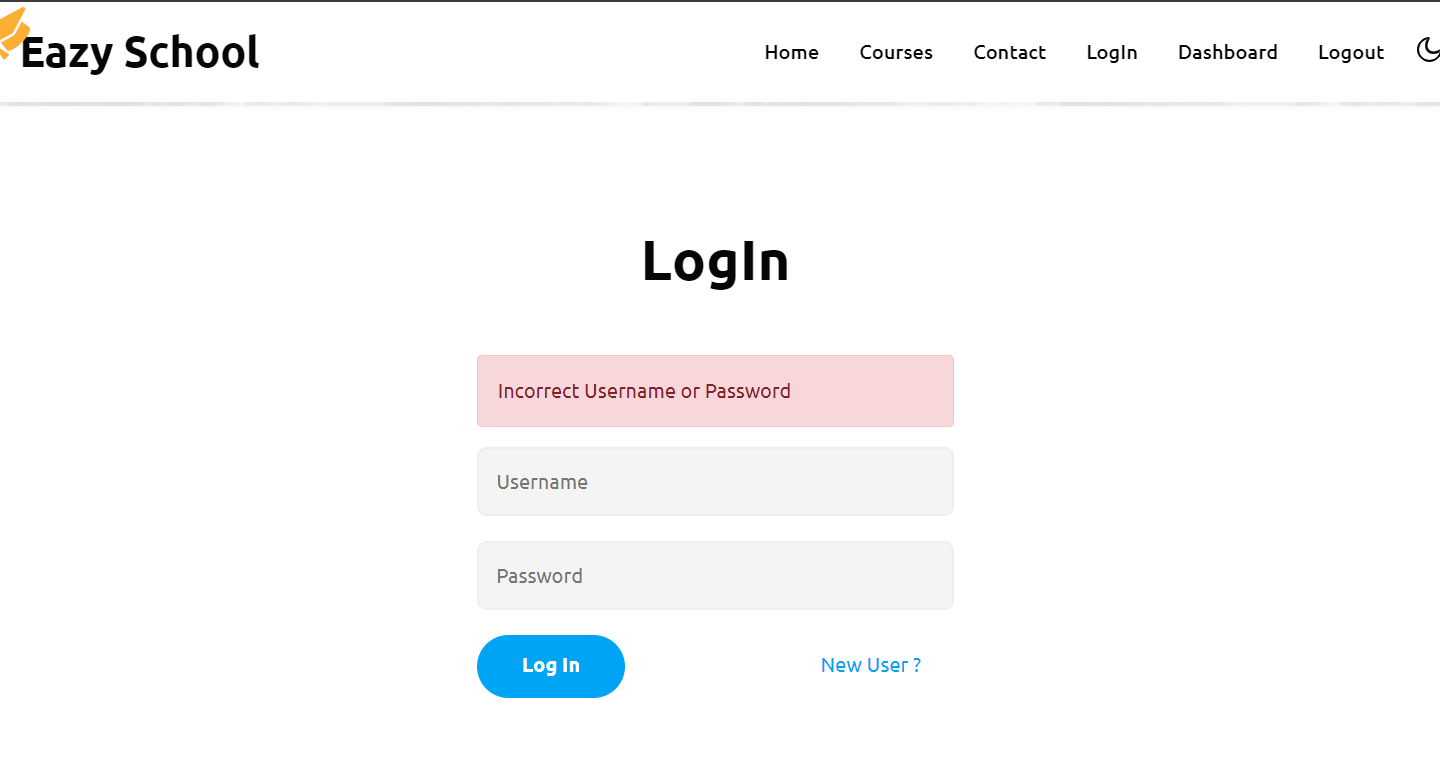 Eazy School
Home Courses Contact LogIn Dashboard Logout
LogIn
Incorrect Username or Password
Username
Password
Log In New User ?